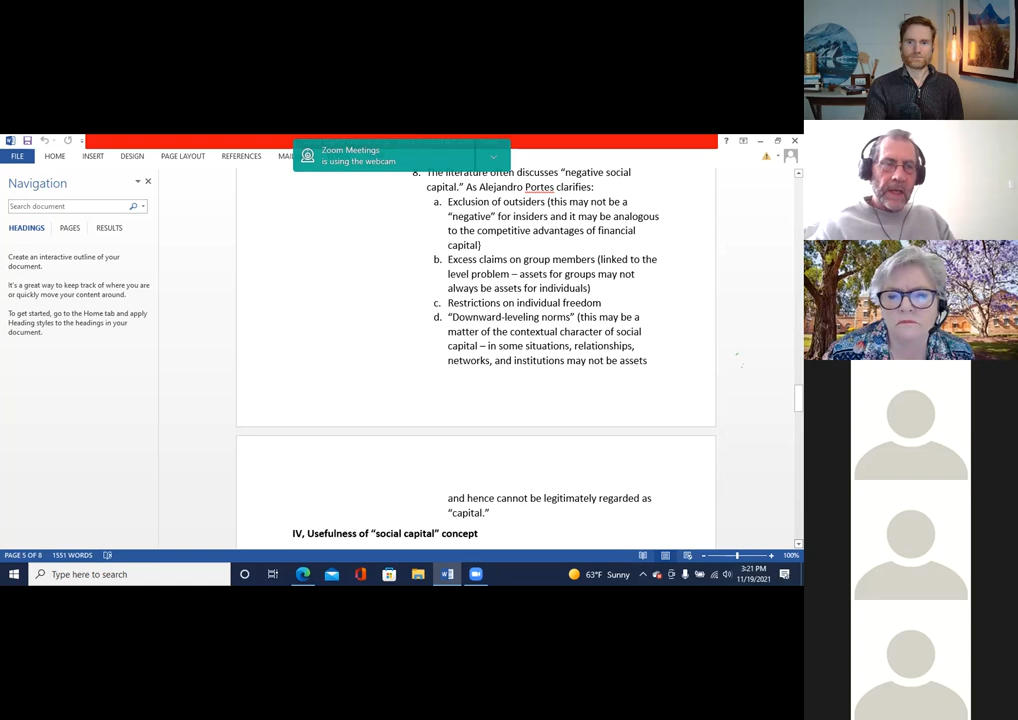 Zoom Meetings
is using the webcam
FILE HOME INSERT DESIGN PAGE LAYOUT REFERENCES MAI
Navigation
Search document
HEADINGS PAGES RESULTS
Create an interactive outline of your
document.
It's a great way to keep track of where you are
or quickly move your content around.
To get started, go to the Home tab and apply
Heading styles to the headings in your
document.
8. The literature often discusses “negative social
capital.” As Alejandro Portes clarifies:
a. Exclusion of outsiders (this may not be a
“negative” for insiders and it may be analogous
to the competitive advantages of financial
capital}
b. Excess claims on group members (linked to the
level problem – assets for groups may not
always be assets for individuals)
c. Restrictions on individual freedom
d. “Downward-leveling norms” (this may be a
matter of the contextual character of social
capital – in some situations, relationships,
networks, and institutions may not be assets
and hence cannot be legitimately regarded as
“capital.”
IV, Usefulness of “social capital” concept
PAGE 5 OF 8 1551 WORDS 100%
Type here to search
63°F Sunny
3:21 PM
11/19/2021